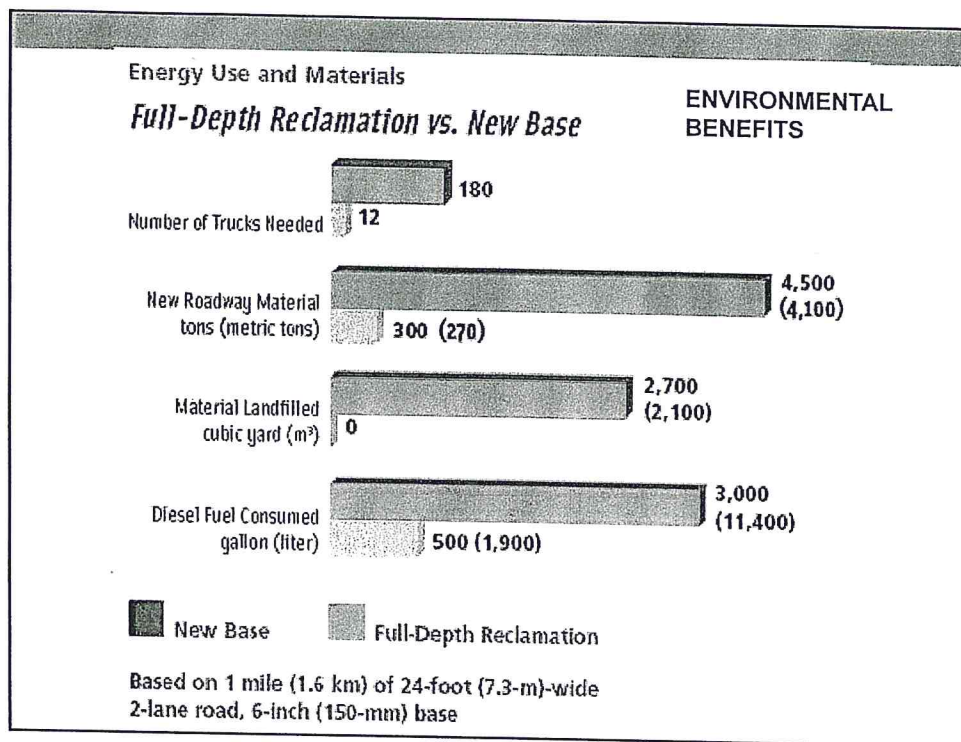 Energy Use and Materials
Full-Depth Reclamation vs. New Base
ENVIRONMENTAL
BENEFITS
180
Number of Trucks Needed
12
New Roadway Material
tons (metric tons)
4,500
(4,100)
300 (270)
Material Landfilled
cubic yard (m³)
2,700
(2,100)
0
Diesel Fuel Consumed
gallon (liter)
3,000
(11,400)
500 (1,900)
New Base
Full-Depth Reclamation
Based on 1 mile (1.6 km) of 24-foot (7.3-m)-wide
2-lane road, 6-inch (150-mm) base